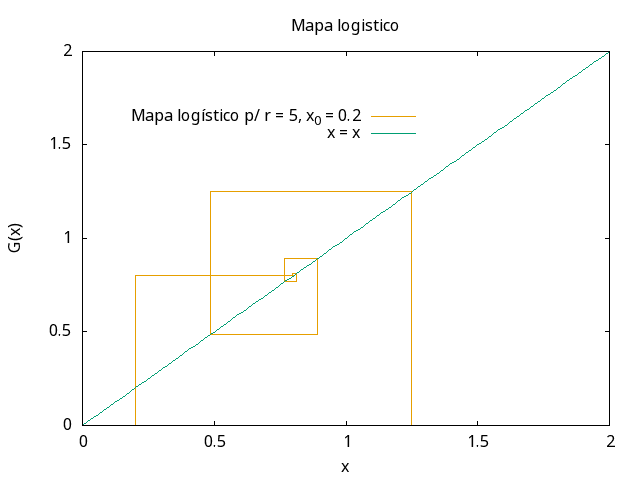 Mapa logistico
Mapa logístico p/ r = 5, x0 = 0.2
x = x
2
1.5
1
0.5
0
G(x)
0 0.5 1 1.5 2
x